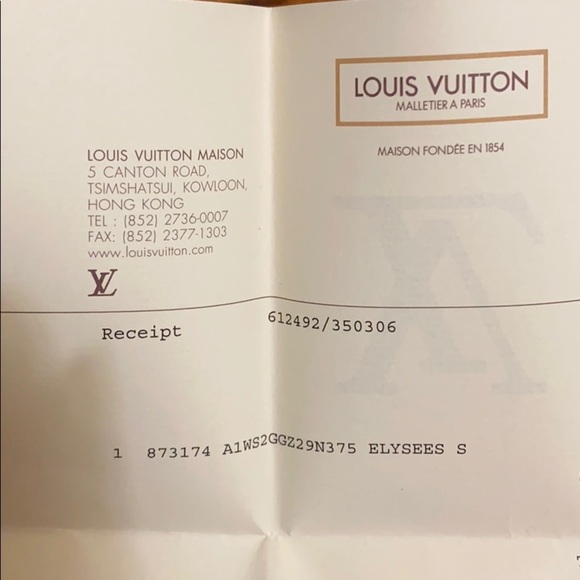 LOUIS VUITTON
MALLETIER A PARIS
MAISON FONDÉE EN 1854
LOUIS VUITTON MAISON
5 CANTON ROAD,
TSIMSHATSUI, KOWLOON,
HONG KONG
TEL : (852) 2736-0007
FAX: (852) 2377-1303
www.louisvuitton.com
LV
Receipt 612492/350306
1 873174 A1WS2GGZ29N375 ELYSEES S